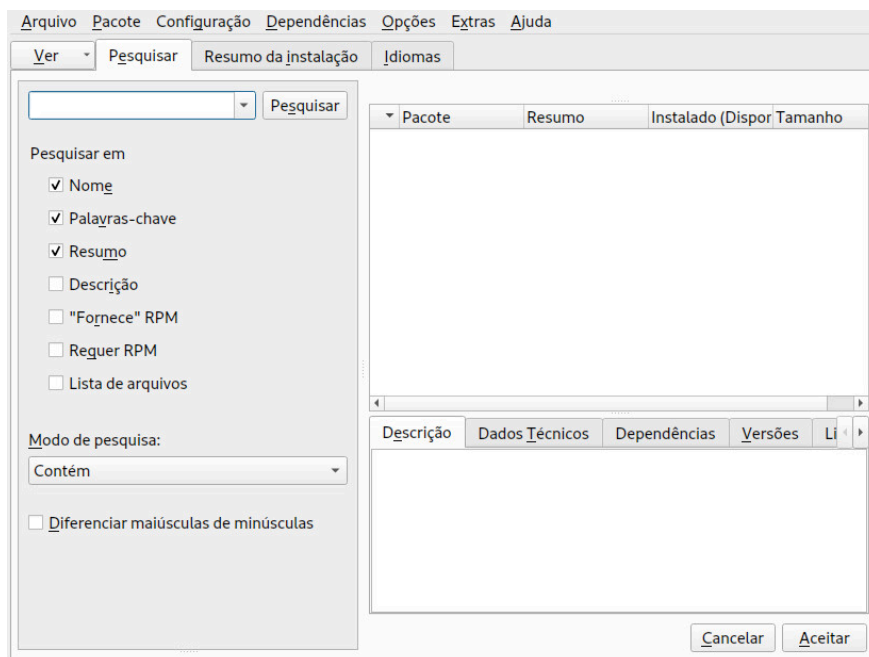 Arquivo Pacote Configuração Dependências Opções Extras Ajuda
Ver Pesquisar Resumo da instalação Idiomas
Pesquisar
Pesquisar em
Nome
Palavras-chave
Resumo
Descrição
"Fornece" RPM
Requer RPM
Lista de arquivos
Modo de pesquisa:
Contém
Diferenciar maiúsculas de minúsculas
Pacote Resumo Instalado (Dispor Tamanho
Descrição Dados Técnicos Dependências Versões Li
Cancelar Aceitar